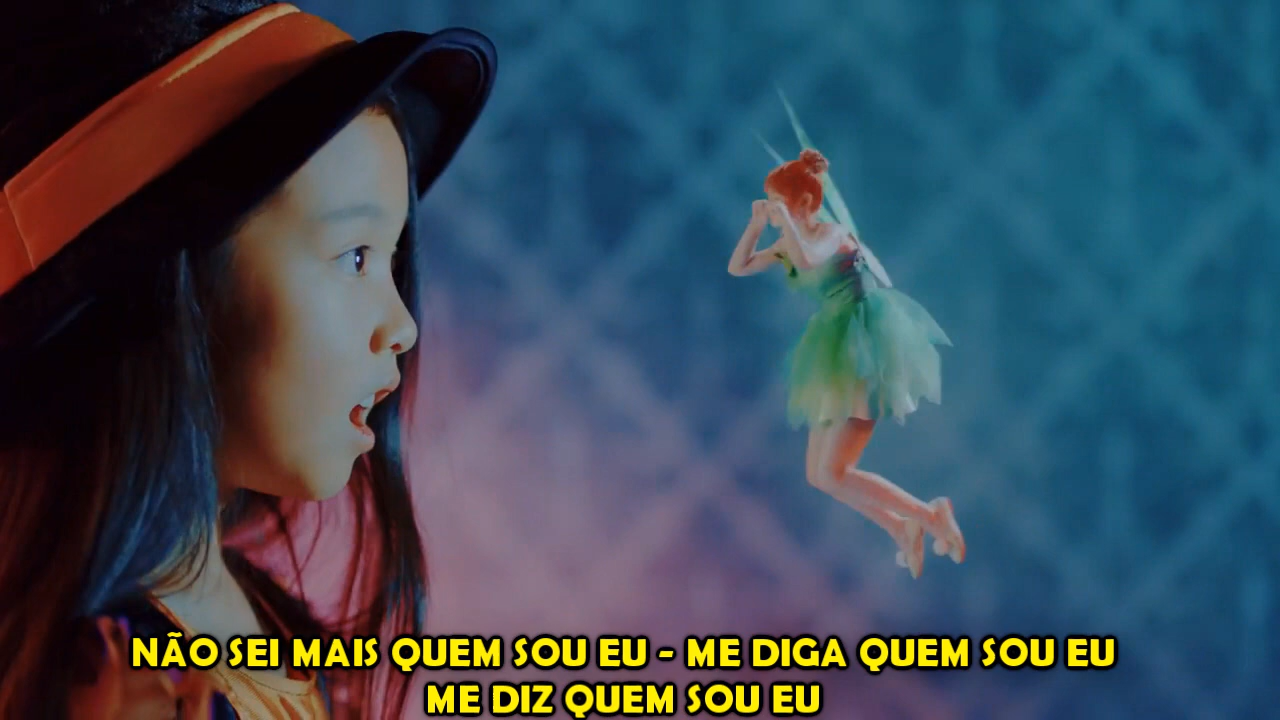 NÃO SEI MAIS QUEM SOU EU - ME DIGA QUEM SOU EU
ME DIZ QUEM SOU EU